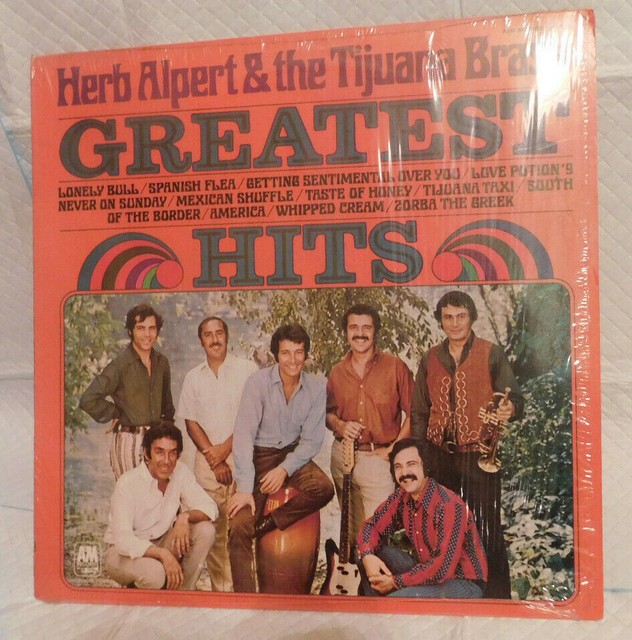 Herb Alpert & the Tijuana Brass
GREATEST
LONELY BULL/SPANISH FLEA/GETTING SENTIMENTAL OVER YOU/LOVE POTION'9
NEVER ON SUNDAY/MEXICAN SHUFFLE/TASTE OF HONEY/TIJUANA TAXI/SOUTH
OF THE BORDER/AMERICA/WHIPPED CREAM/ZORBA THE GREEK
HITS
A&M